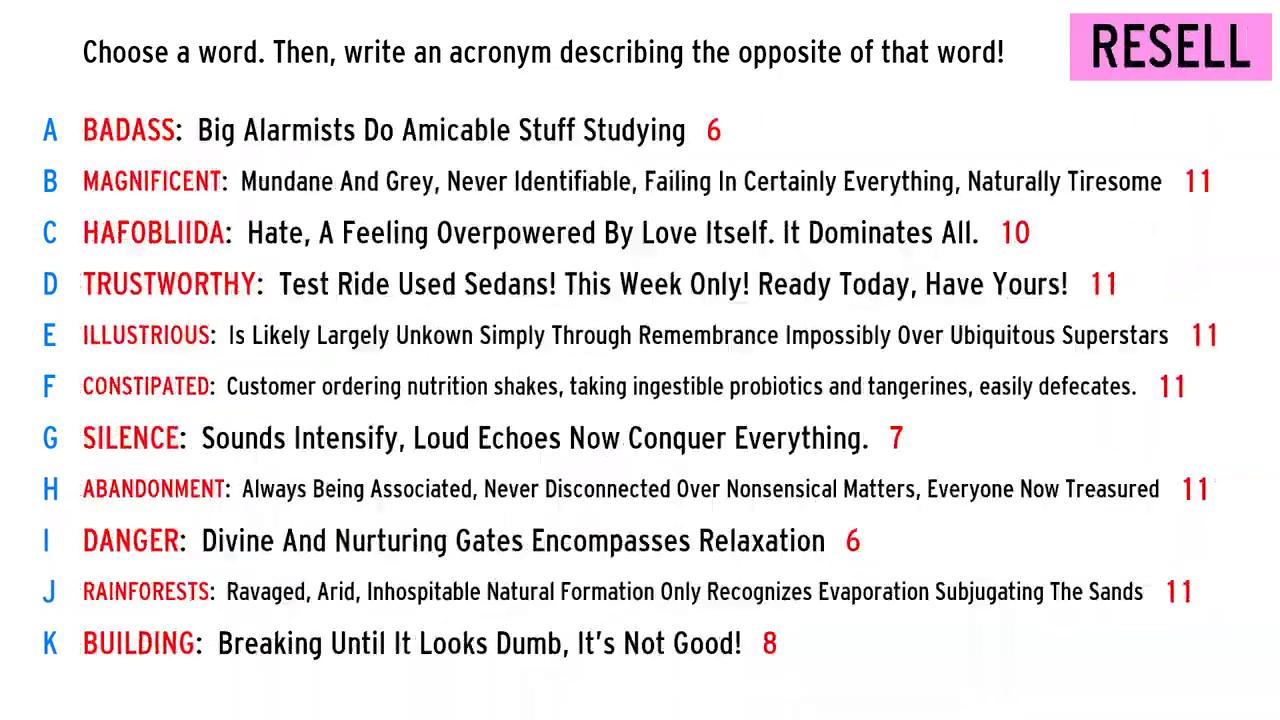 Choose a word. Then, write an acronym describing the opposite of that word!
RESELL
A BADASS: Big Alarmists Do Amicable Stuff Studying 6
B MAGNIFICENT: Mundane And Grey, Never Identifiable, Failing In Certainly Everything, Naturally Tiresome 11
C HAFOBLIIDA: Hate, A Feeling Overpowered By Love Itself. It Dominates All. 10
D TRUSTWORTHY: Test Ride Used Sedans! This Week Only! Ready Today, Have Yours! 11
E ILLUSTRIOUS: Is Likely Largely Unkown Simply Through Remembrance Impossibly Over Ubiquitous Superstars 11
F CONSTIPATED: Customer ordering nutrition shakes, taking ingestible probiotics and tangerines, easily defecates. 11
G SILENCE: Sounds Intensify, Loud Echoes Now Conquer Everything. 7
H ABANDONMENT: Always Being Associated, Never Disconnected Over Nonsensical Matters, Everyone Now Treasured 11
I DANGER: Divine And Nurturing Gates Encompasses Relaxation 6
J RAINFORESTS: Ravaged, Arid, Inhospitable Natural Formation Only Recognizes Evaporation Subjugating The Sands 11
K BUILDING: Breaking Until It Looks Dumb, It's Not Good! 8